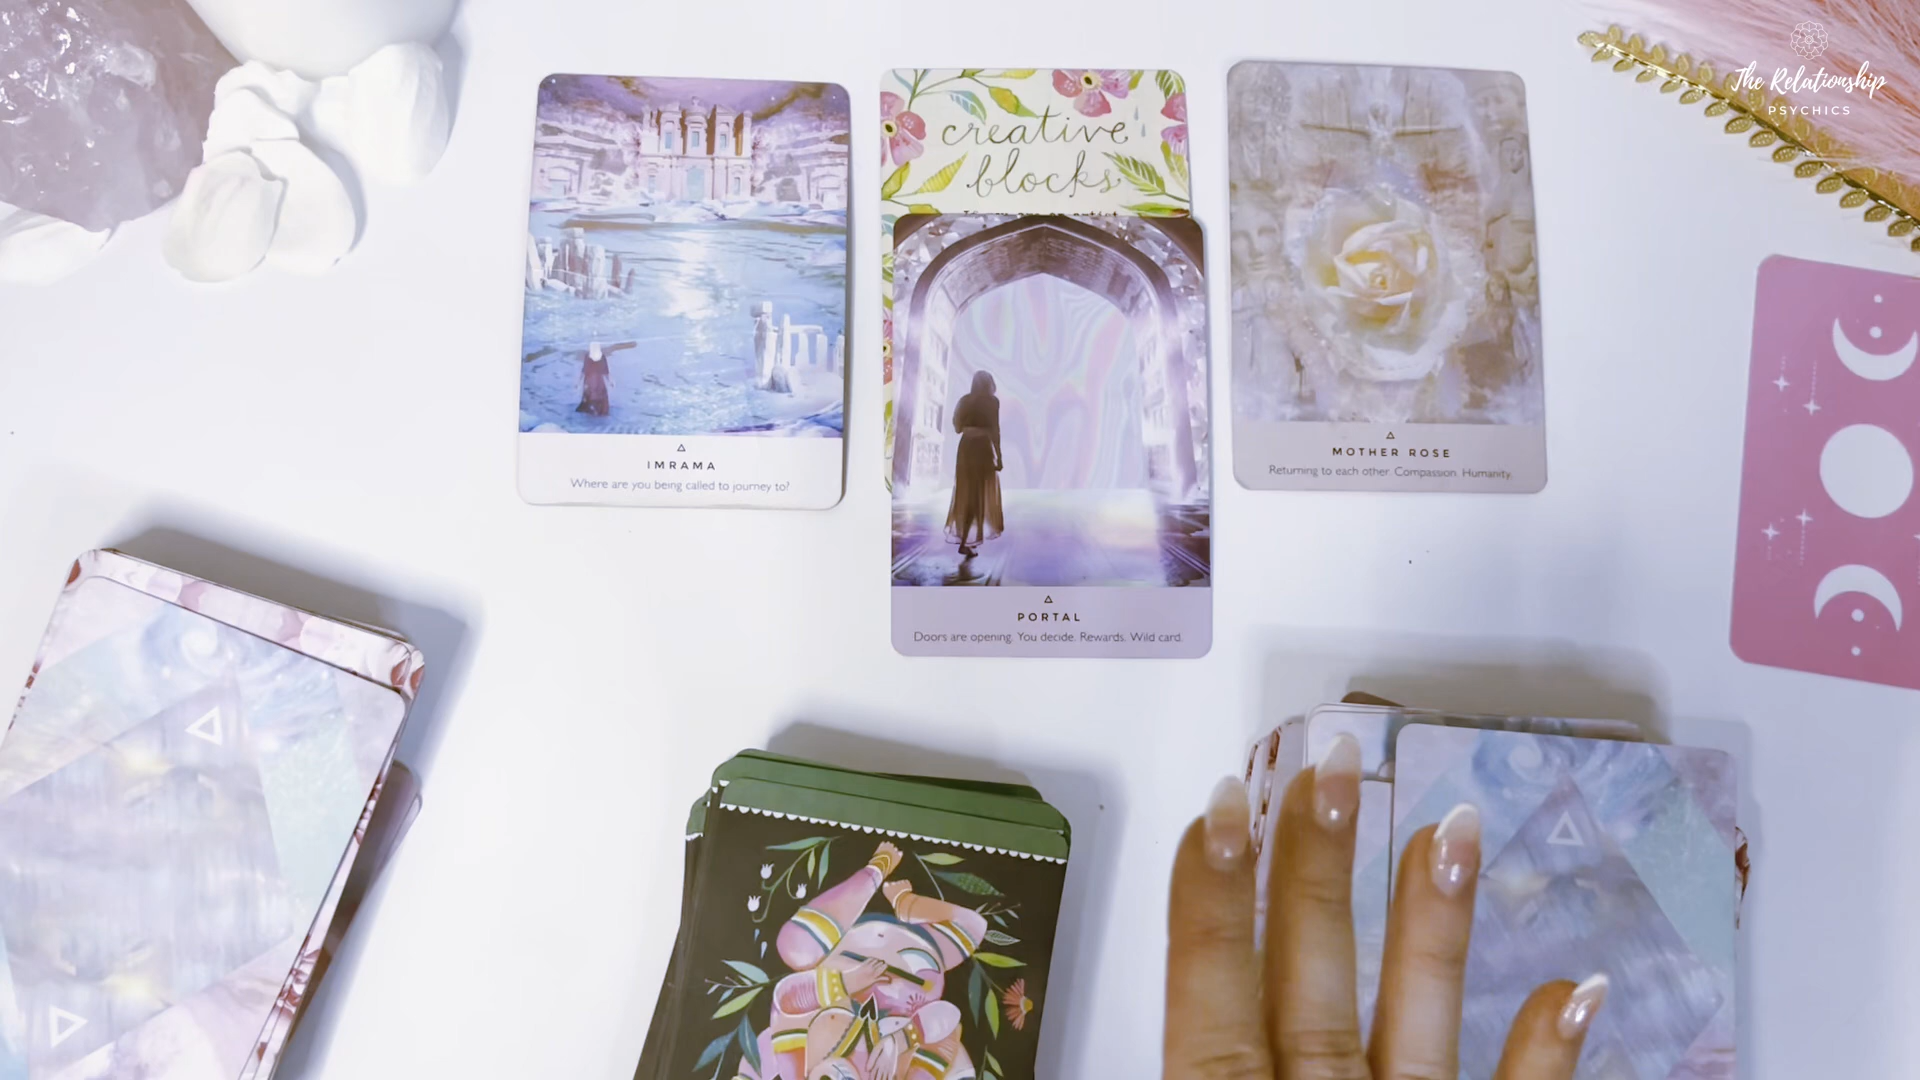 The Relationship
PSYCHICS
creative
blocks
IMRAMA
Where are you being called to journey to?
PORTAL
Doors are opening. You decide. Rewards. Wild card.
MOTHER ROSE
Returning to each other. Compassion. Humanity.